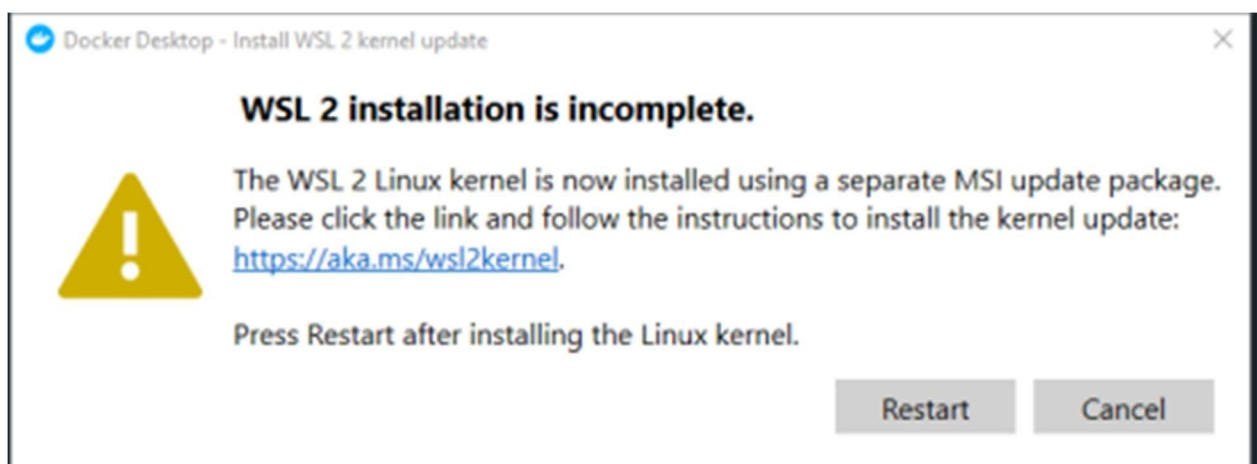 Docker Desktop - Install WSL 2 kernel update
WSL 2 installation is incomplete.
The WSL 2 Linux kernel is now installed using a separate MSI update package.
Please click the link and follow the instructions to install the kernel update:
https://aka.ms/wsl2kernel.
Press Restart after installing the Linux kernel.
Restart Cancel